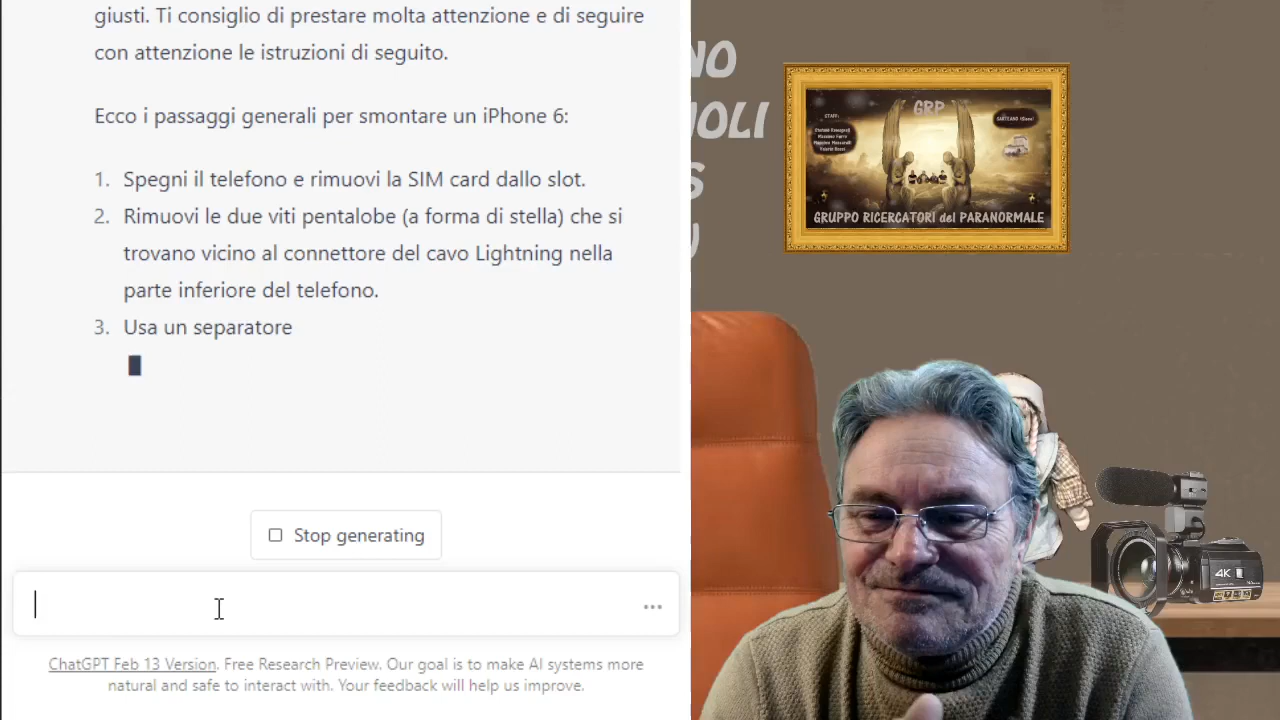 giusti. Ti consiglio di prestare molta attenzione e di seguire
con attenzione le istruzioni di seguito.
Ecco i passaggi generali per smontare un iPhone 6:
1. Spegni il telefono e rimuovi la SIM card dallo slot.
2. Rimuovi le due viti pentalobe (a forma di stella) che si
trovano vicino al connettore del cavo Lightning nella
parte inferiore del telefono.
3. Usa un separatore
Stop generating
ChatGPT Feb 13 Version. Free Research Preview. Our goal is to make AI systems more
natural and safe to interact with. Your feedback will help us improve.
NO
OLI
S
GRP
STAFF:
SARTEANO (Siena)
GRUPPO RICERCATORI del PARANORMALE
4K